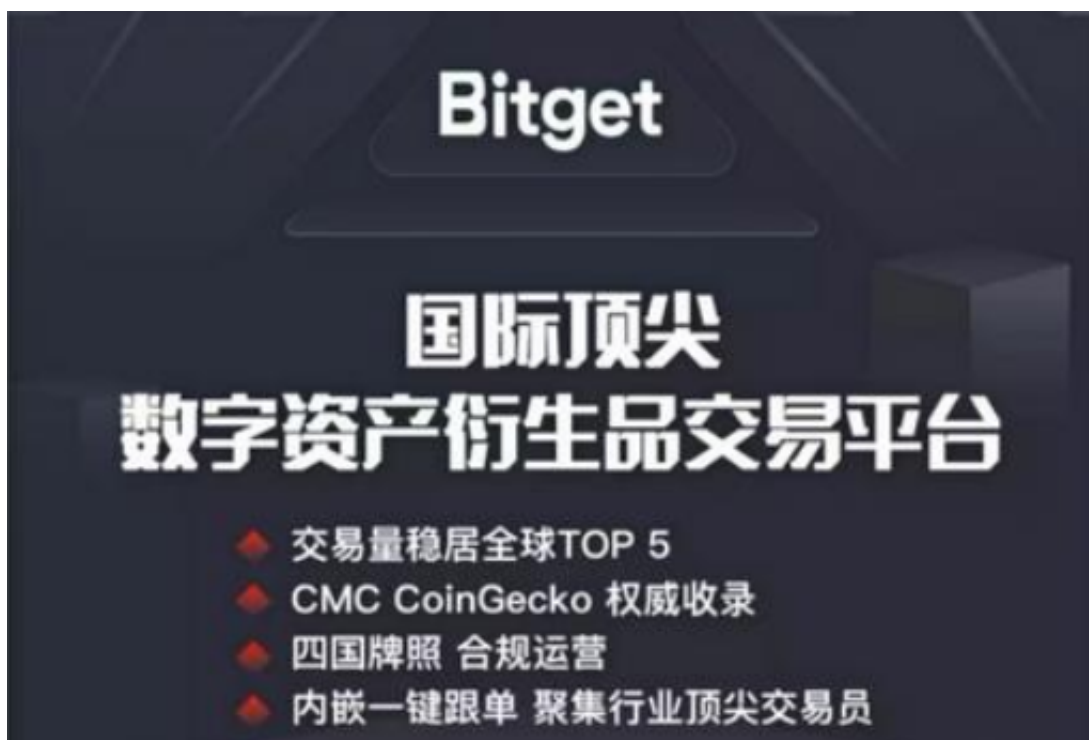 Bitget
国际顶尖
数字资产衍生品交易平台
交易量稳居全球TOP 5
CMC CoinGecko 权威收录
四国牌照 合规运营
内嵌一键跟单 聚集行业顶尖交易员